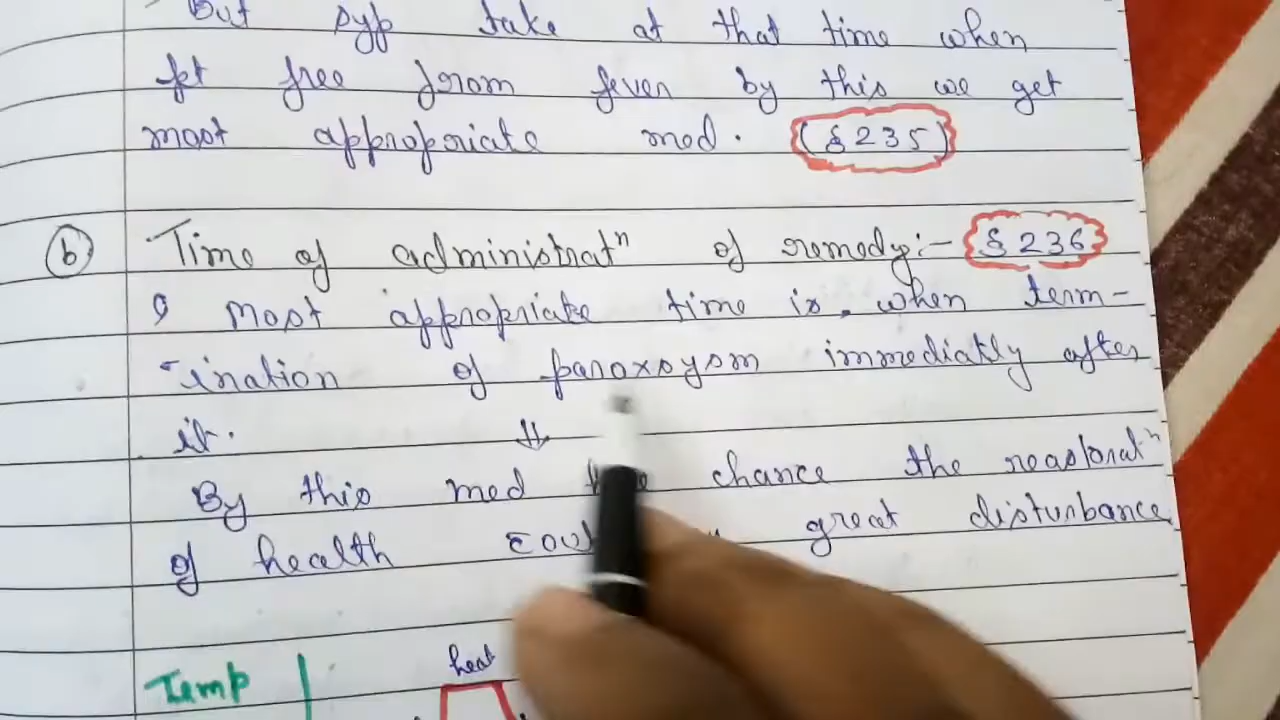 But syp take at that time when
pt free from fever by this we get
most appropriate med. (§ 235)
b Time of administratⁿ of remedy:- § 236
most appropriate time is, when term-
-ination of paroxsysm immediatly after
it. ⇓
By this med chance the restoratⁿ
of health great disturbance
Temp heat